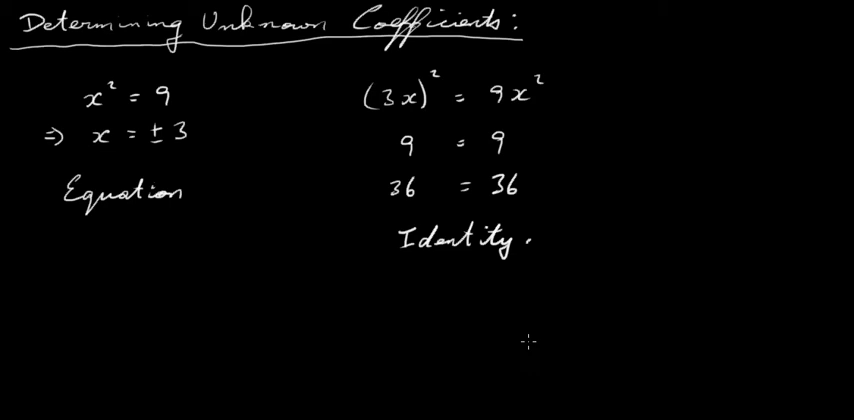 Determining Unknown Coefficients:
x² = 9
⇒ x = ± 3
Equation
(3x)² = 9x²
9 = 9
36 = 36
Identity.